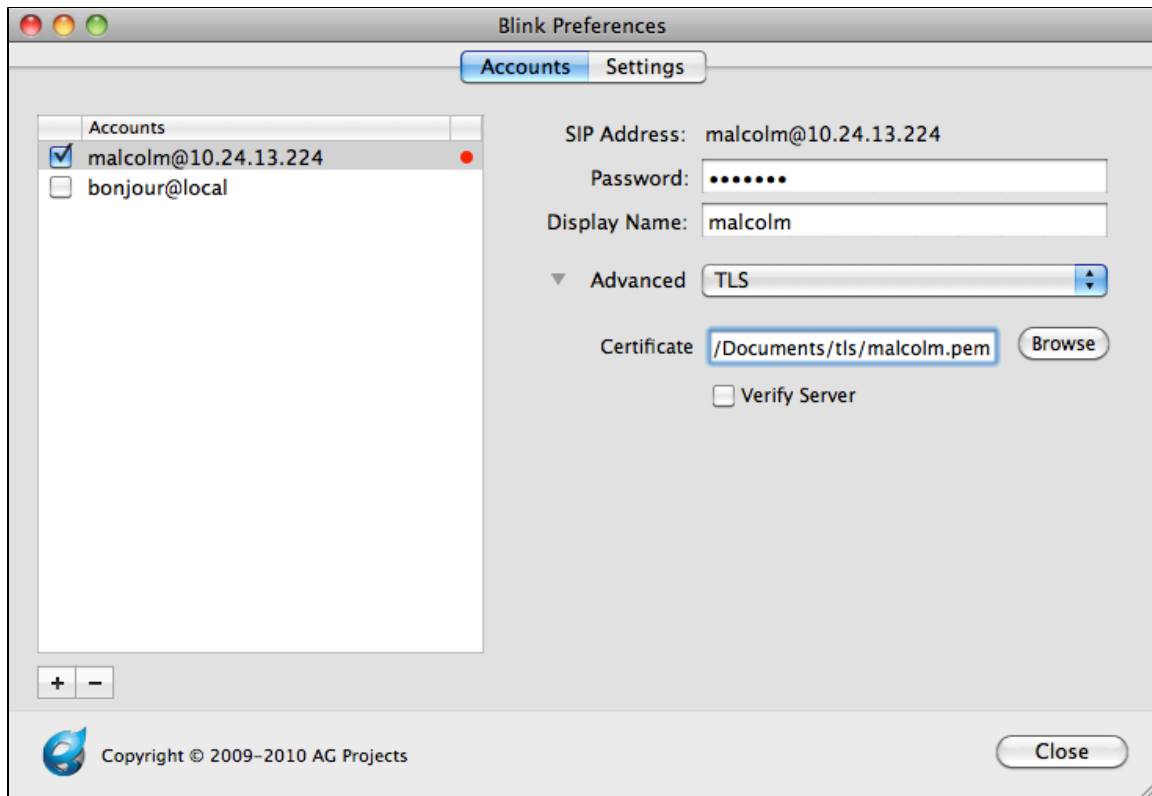 Blink Preferences
Accounts Settings
Accounts
malcolm@10.24.13.224
bonjour@local
SIP Address: malcolm@10.24.13.224
Password: •••••••
Display Name: malcolm
Advanced TLS
Certificate /Documents/tls/malcolm.pem Browse
Verify Server
+ −
Copyright © 2009-2010 AG Projects
Close